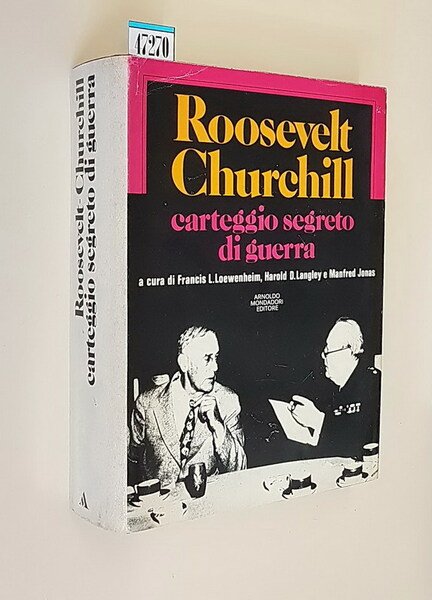 47270
Roosevelt
Churchill
carteggio segreto
di guerra
a cura di Francis L. Loewenheim, Harold D. Langley e Manfred Jonas
ARNOLDO
MONDADORI
EDITORE
Roosevelt-Churchill
carteggio segreto di guerra
A